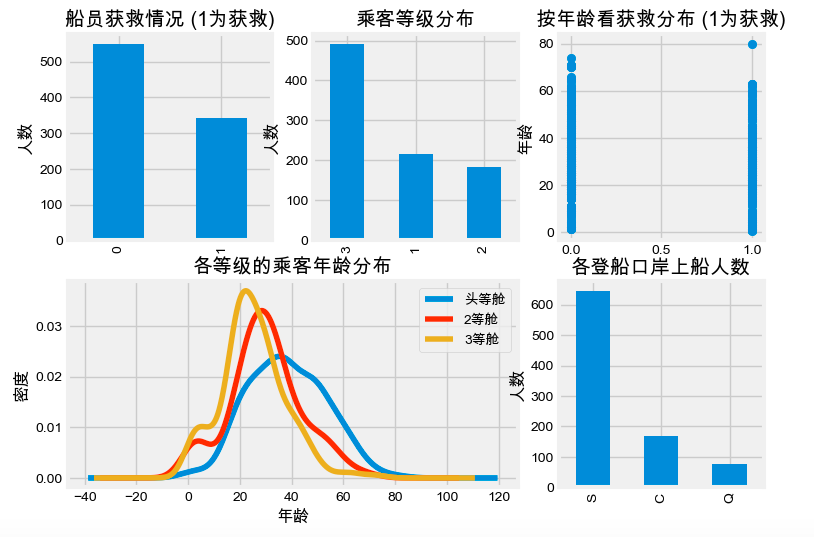 船员获救情况 (1为获救)
人数
500
400
300
200
100
0
0
1
乘客等级分布
人数
500
400
300
200
100
0
3
1
2
按年龄看获救分布 (1为获救)
年龄
80
60
40
20
0
0.0
0.5
1.0
各等级的乘客年龄分布
密度
0.03
0.02
0.01
0.00
头等舱
2等舱
3等舱
−40
−20
0
20
40
60
80
100
120
年龄
各登船口岸上船人数
人数
600
500
400
300
200
100
0
S
C
Q